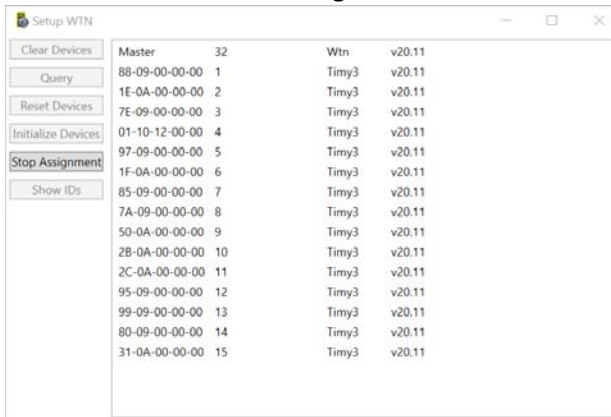 Setup WTN
Clear Devices
Query
Reset Devices
Initialize Devices
Stop Assignment
Show IDs
Master 32 Wtn v20.11
88-09-00-00-00 1 Timy3 v20.11
1E-0A-00-00-00 2 Timy3 v20.11
7E-09-00-00-00 3 Timy3 v20.11
01-10-12-00-00 4 Timy3 v20.11
97-09-00-00-00 5 Timy3 v20.11
1F-0A-00-00-00 6 Timy3 v20.11
85-09-00-00-00 7 Timy3 v20.11
7A-09-00-00-00 8 Timy3 v20.11
50-0A-00-00-00 9 Timy3 v20.11
2B-0A-00-00-00 10 Timy3 v20.11
2C-0A-00-00-00 11 Timy3 v20.11
95-09-00-00-00 12 Timy3 v20.11
99-09-00-00-00 13 Timy3 v20.11
80-09-00-00-00 14 Timy3 v20.11
31-0A-00-00-00 15 Timy3 v20.11